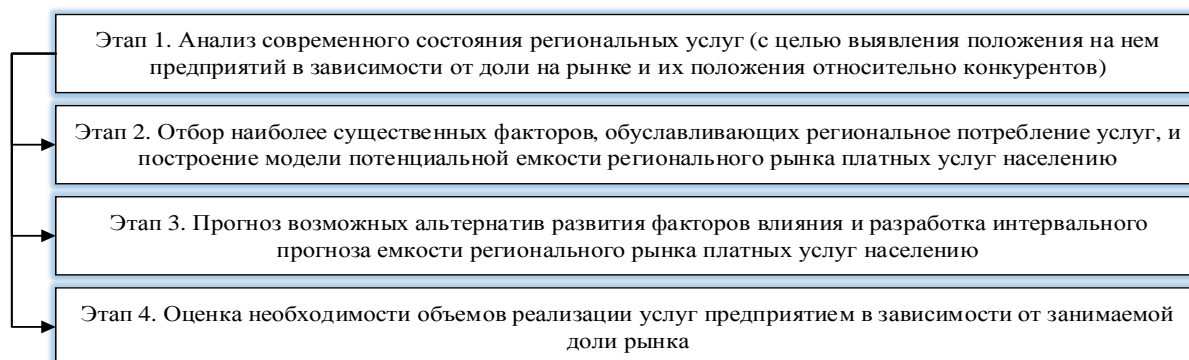 Этап 1. Анализ современного состояния региональных услуг (с целью выявления положения на нем
предприятий в зависимости от доли на рынке и их положения относительно конкурентов)
Этап 2. Отбор наиболее существенных факторов, обуславливающих региональное потребление услуг, и
построение модели потенциальной емкости регионального рынка платных услуг населению
Этап 3. Прогноз возможных альтернатив развития факторов влияния и разработка интервального
прогноза емкости регионального рынка платных услуг населению
Этап 4. Оценка необходимости объемов реализации услуг предприятием в зависимости от занимаемой
доли рынка